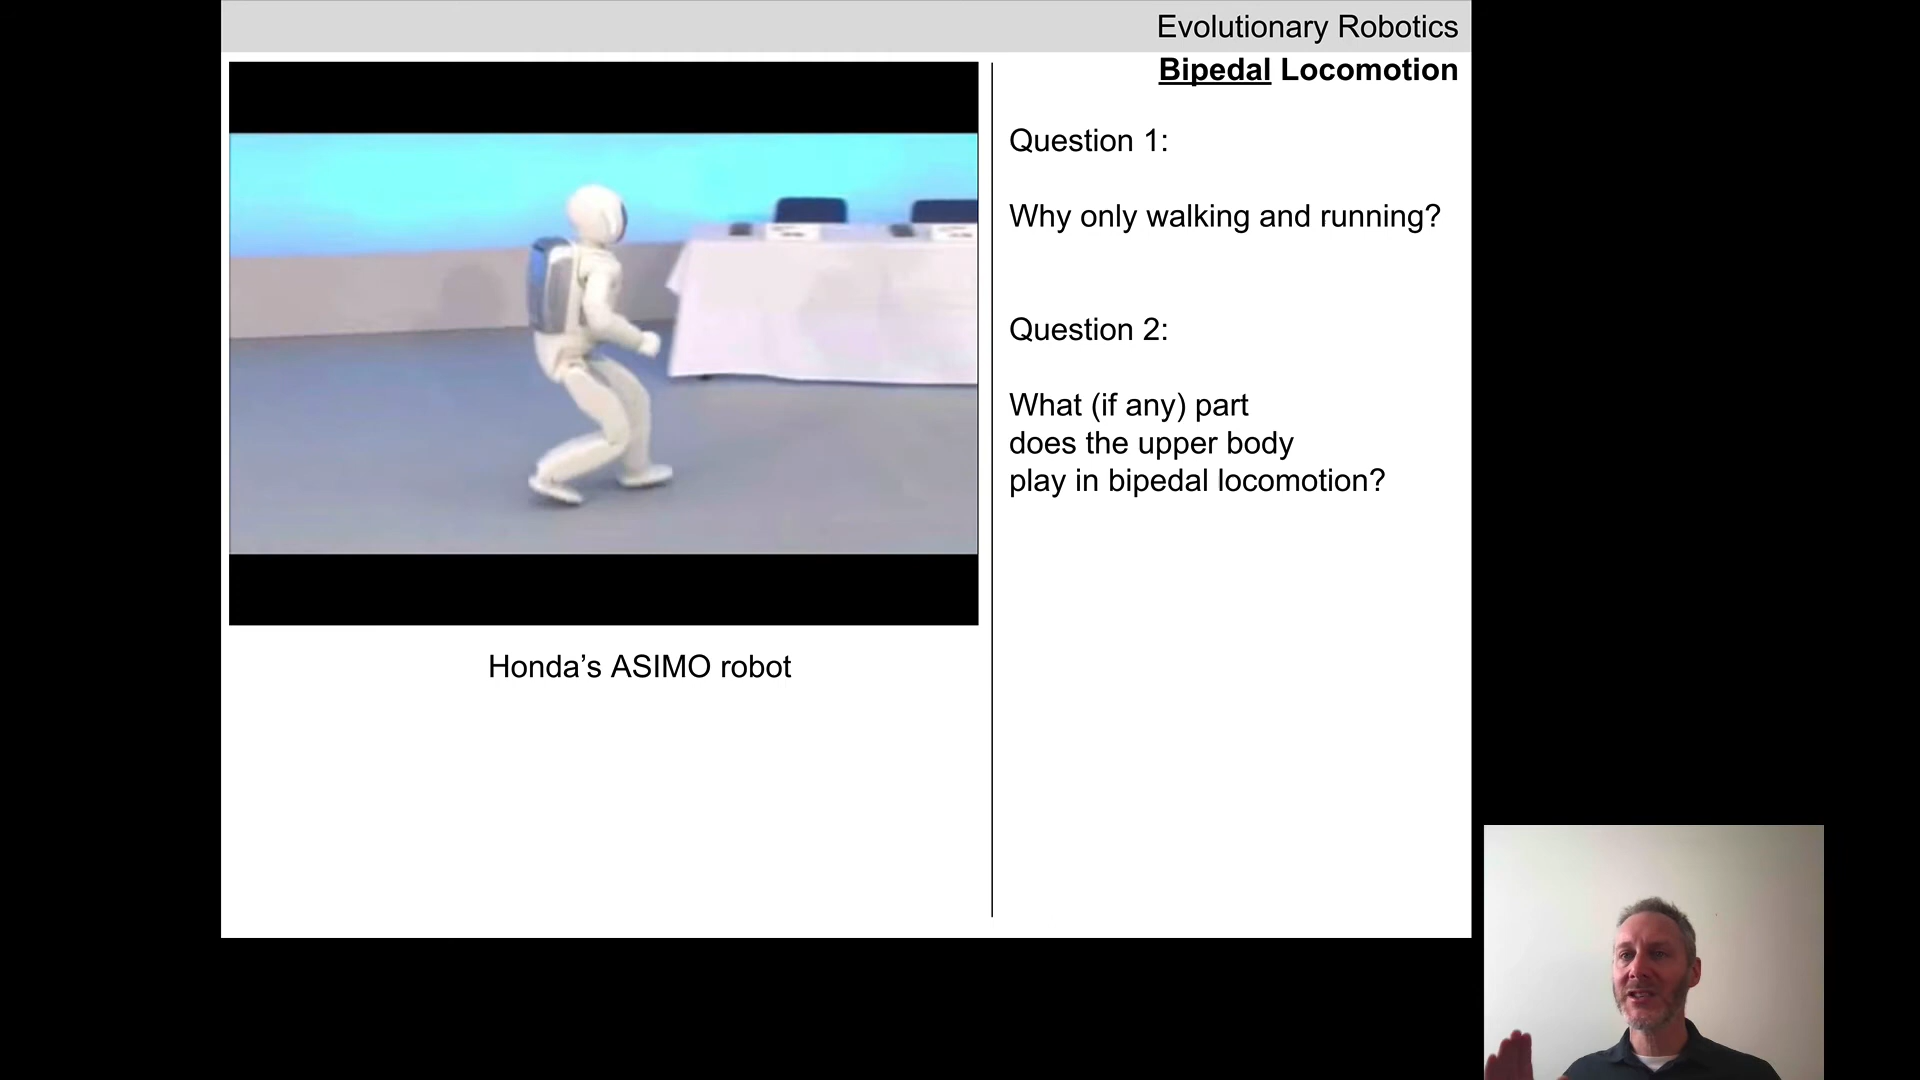 Evolutionary Robotics
Bipedal Locomotion
Question 1:
Why only walking and running?
Question 2:
What (if any) part
does the upper body
play in bipedal locomotion?
Honda’s ASIMO robot